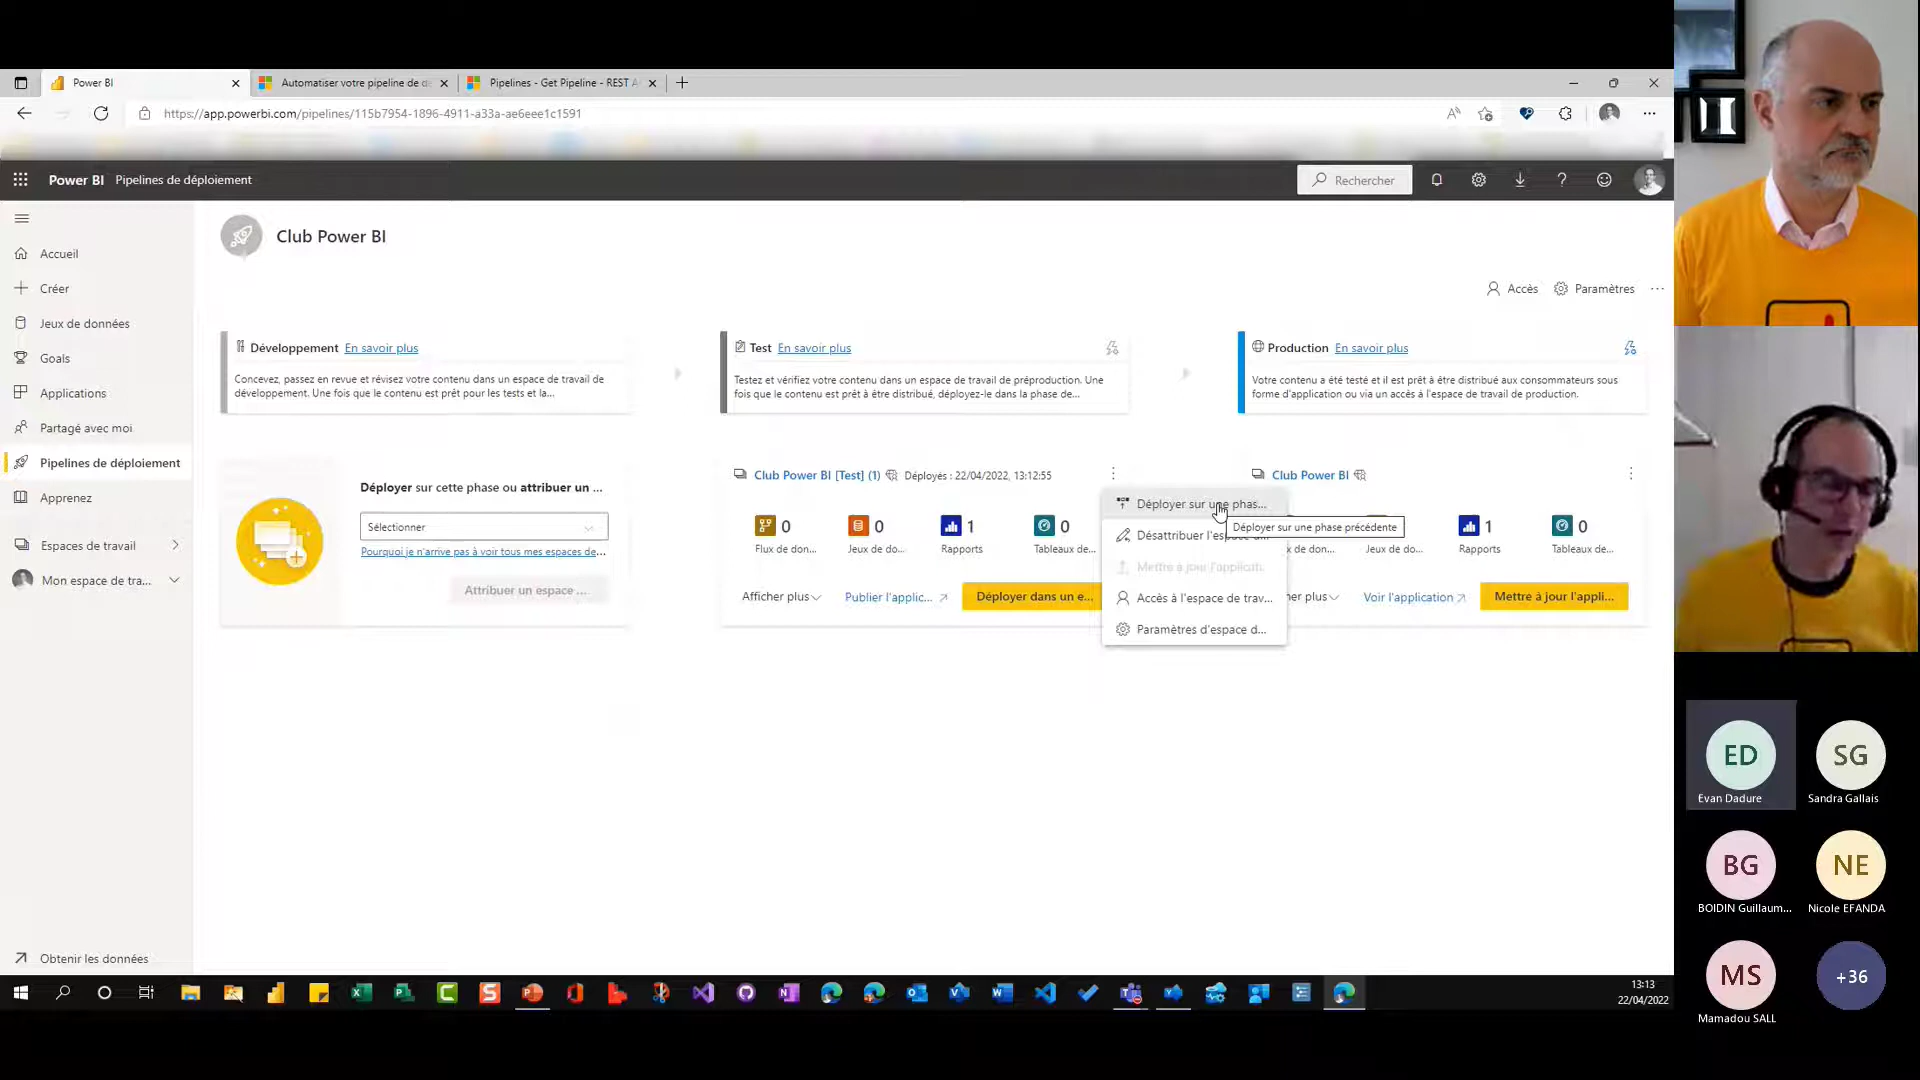 Power BI
Automatiser votre pipeline de d
Pipelines - Get Pipeline - REST A
https://app.powerbi.com/pipelines/115b7954-1896-4911-a33a-ae6eee1c1591
Power BI Pipelines de déploiement
Rechercher
Accueil
Créer
Jeux de données
Goals
Applications
Partagé avec moi
Pipelines de déploiement
Apprenez
Espaces de travail
Mon espace de tra...
Obtenir les données
Club Power BI
Accès
Paramètres
Développement En savoir plus
Concevez, passez en revue et révisez votre contenu dans un espace de travail de
développement. Une fois que le contenu est prêt pour les tests et la...
Test En savoir plus
Testez et vérifiez votre contenu dans un espace de travail de préproduction. Une
fois que le contenu est prêt à être distribué, déployez-le dans la phase de...
Production En savoir plus
Votre contenu a été testé et il est prêt à être distribué aux consommateurs sous
forme d'application ou via un accès à l'espace de travail de production.
Déployer sur cette phase ou attribuer un ...
Sélectionner
Pourquoi je n'arrive pas à voir tous mes espaces de...
Attribuer un espace ...
Club Power BI [Test] (1) Déployés : 22/04/2022, 13:12:55
0 0 1 0
Flux de don... Jeux de do... Rapports Tableaux de...
Afficher plus Publier l'applic... Déployer dans un e...
Déployer sur une phas...
Déployer sur une phase précédente
Désattribuer l'espace d...
Mettre à jour l'applicati...
Accès à l'espace de trav...
Paramètres d'espace d...
Club Power BI
1 0
de don... Jeux de do... Rapports Tableaux de...
her plus Voir l'application Mettre à jour l'appli...
13:13
22/04/2022
ED
Evan Dadure
SG
Sandra Gallais
BG
BOIDIN Guillaum...
NE
Nicole EFANDA
MS
Mamadou SALL
+36